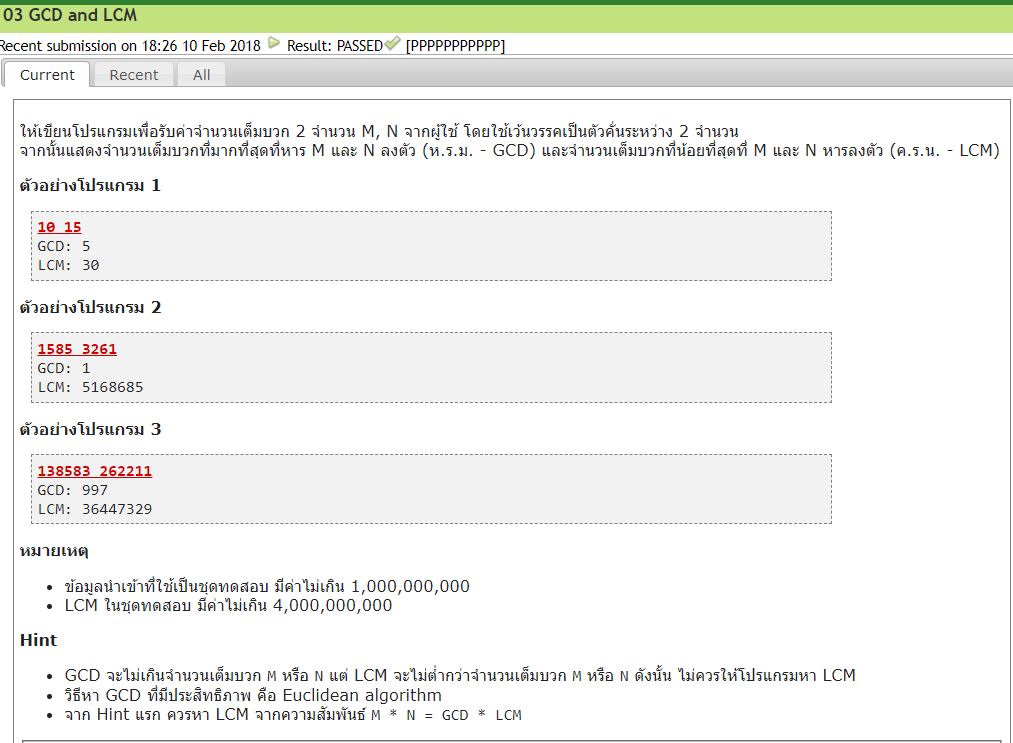 03 GCD and LCM
Recent submission on 18:26 10 Feb 2018 Result: PASSED [PPPPPPPPPPP]
Current Recent All
ให้เขียนโปรแกรมเพื่อรับค่าจำนวนเต็มบวก 2 จำนวน M, N จากผู้ใช้ โดยใช้เว้นวรรคเป็นตัวคั่นระหว่าง 2 จำนวน
จากนั้นแสดงจำนวนเต็มบวกที่มากที่สุดที่หาร M และ N ลงตัว (ห.ร.ม. - GCD) และจำนวนเต็มบวกที่น้อยที่สุดที่ M และ N หารลงตัว (ค.ร.น. - LCM)
ตัวอย่างโปรแกรม 1
10 15
GCD: 5
LCM: 30
ตัวอย่างโปรแกรม 2
1585 3261
GCD: 1
LCM: 5168685
ตัวอย่างโปรแกรม 3
138583 262211
GCD: 997
LCM: 36447329
หมายเหตุ
• ข้อมูลนำเข้าที่ใช้เป็นชุดทดสอบ มีค่าไม่เกิน 1,000,000,000
• LCM ในชุดทดสอบ มีค่าไม่เกิน 4,000,000,000
Hint
• GCD จะไม่เกินจำนวนเต็มบวก M หรือ N แต่ LCM จะไม่ต่ำกว่าจำนวนเต็มบวก M หรือ N ดังนั้น ไม่ควรให้โปรแกรมหา LCM
• วิธีหา GCD ที่มีประสิทธิภาพ คือ Euclidean algorithm
• จาก Hint แรก ควรหา LCM จากความสัมพันธ์ M * N = GCD * LCM